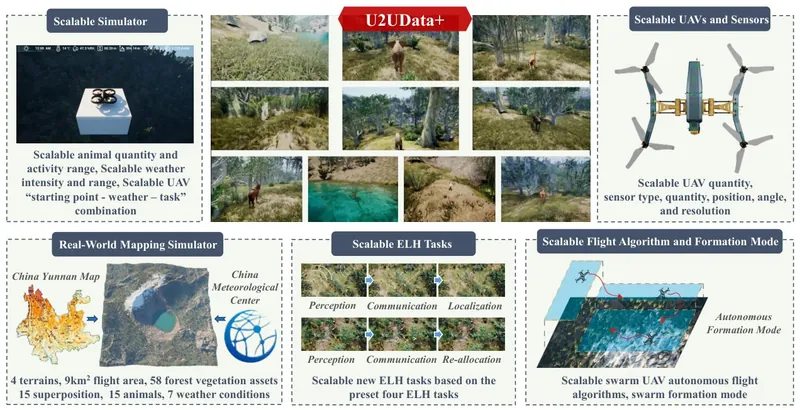 U2UData+
Scalable Simulator
Scalable animal quantity and
activity range, Scalable weather
intensity and range, Scalable UAV
“starting point - weather – task”
combination
Scalable UAVs and Sensors
Scalable UAV quantity,
sensor type, quantity, position, angle,
and resolution
Real-World Mapping Simulator
China Yunnan Map
China
Meteorological
Center
4 terrains, 9km² flight area, 58 forest vegetation assets
15 superposition, 15 animals, 7 weather conditions
Scalable ELH Tasks
Perception Communication Localization
Perception Communication Re-allocation
Scalable new ELH tasks based on the
preset four ELH tasks
Scalable Flight Algorithm and Formation Mode
Autonomous
Formation Mode
Scalable swarm UAV autonomous flight
algorithms, swarm formation mode